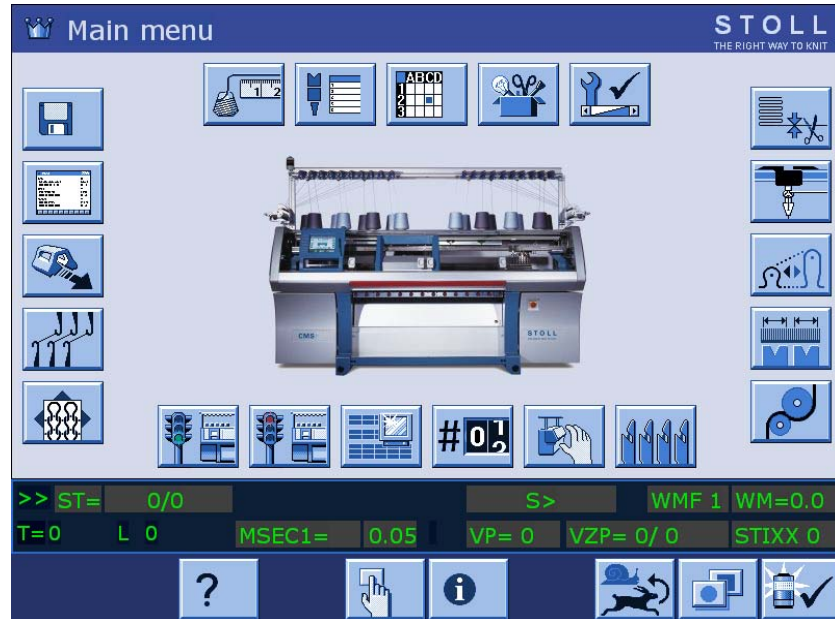 Main menu
STOLL
THE RIGHT WAY TO KNIT
1 2
ABCD
1
2
3
CMS
STOLL
#01
>> ST= 0/0 S> WMF 1 WM=0.0
T=0 L 0 MSEC1= 0.05 VP= 0 VZP= 0/ 0 STIXX 0
?
i